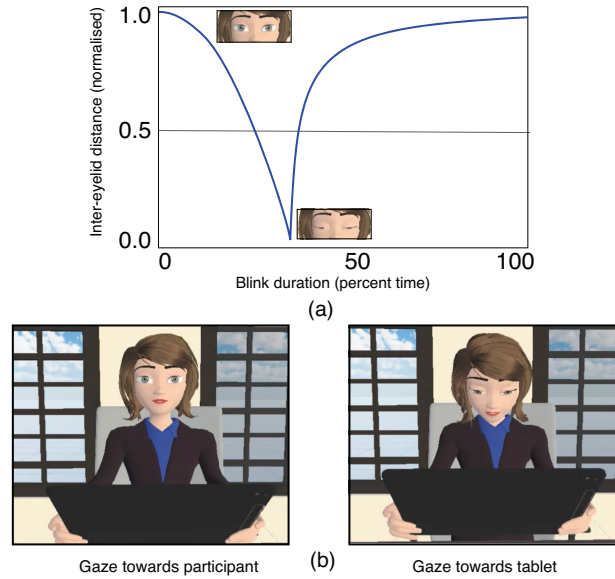 Inter-eyelid distance (normalised)
1.0
0.5
0.0
0
50
100
Blink duration (percent time)
(a)
Gaze towards participant
(b)
Gaze towards tablet